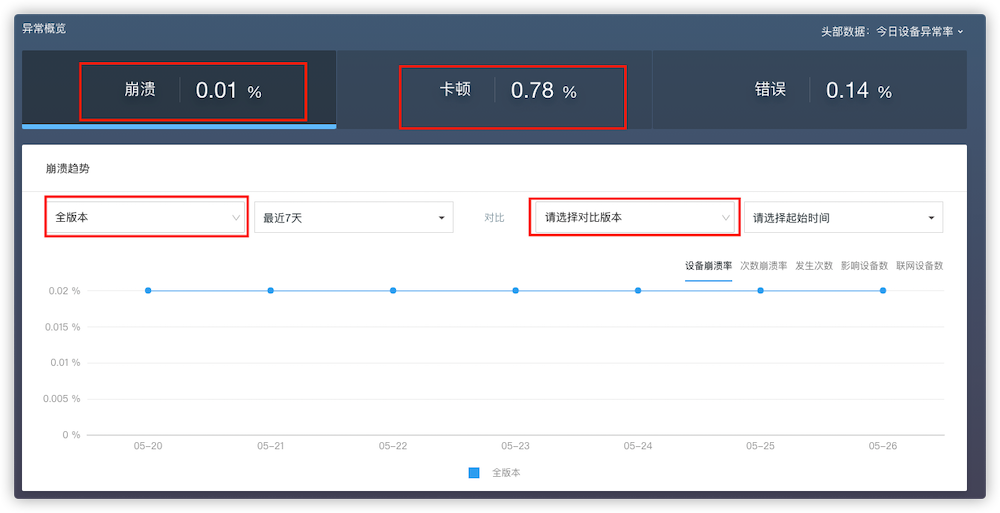 异常概览
头部数据：今日设备异常率
崩溃 0.01 %
卡顿 0.78 %
错误 0.14 %
崩溃趋势
全版本
最近7天
对比
请选择对比版本
请选择起始时间
设备崩溃率 次数崩溃率 发生次数 影响设备数 联网设备数
0.02 %
0.015 %
0.01 %
0.005 %
0 %
05-20 05-21 05-22 05-23 05-24 05-25 05-26
全版本